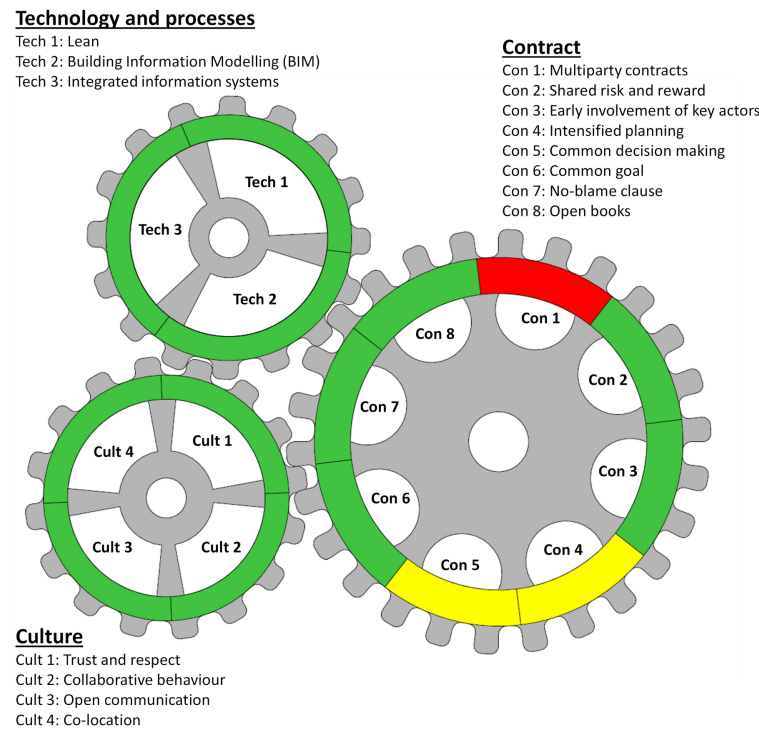 Technology and processes
Tech 1: Lean
Tech 2: Building Information Modelling (BIM)
Tech 3: Integrated information systems
Contract
Con 1: Multiparty contracts
Con 2: Shared risk and reward
Con 3: Early involvement of key actors
Con 4: Intensified planning
Con 5: Common decision making
Con 6: Common goal
Con 7: No-blame clause
Con 8: Open books
Tech 1
Tech 3
Tech 2
Con 1
Con 8
Con 2
Con 7
Con 3
Con 6
Con 4
Con 5
Cult 1
Cult 4
Cult 3
Cult 2
Culture
Cult 1: Trust and respect
Cult 2: Collaborative behaviour
Cult 3: Open communication
Cult 4: Co-location